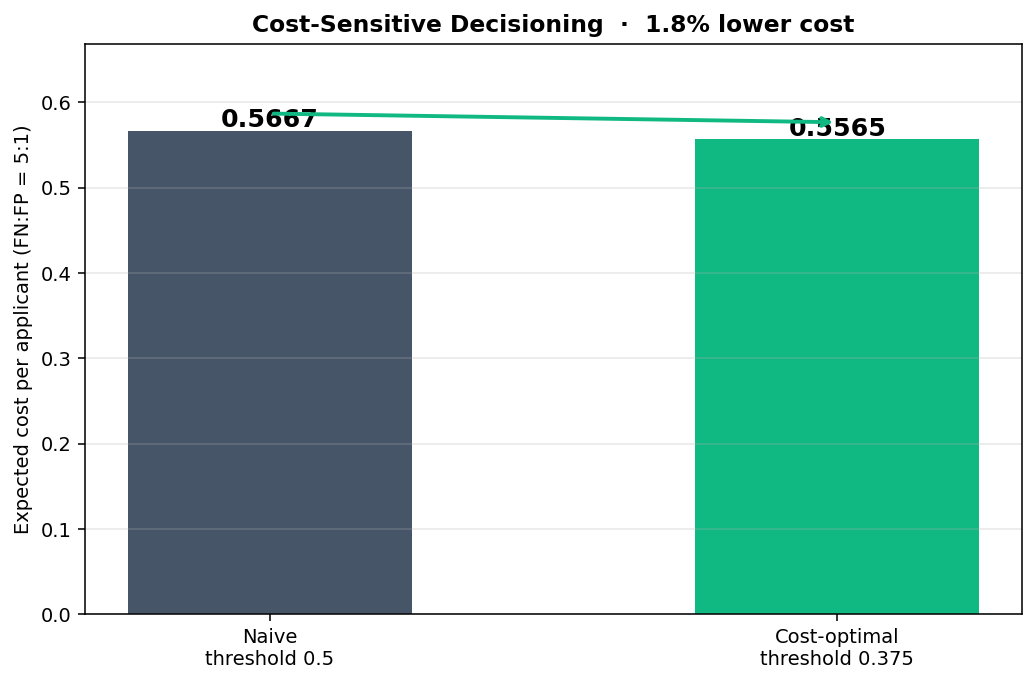 Cost-Sensitive Decisioning · 1.8% lower cost
Expected cost per applicant (FN:FP = 5:1)
0.6
0.5
0.4
0.3
0.2
0.1
0.0
0.5667
0.5565
Naive
threshold 0.5
Cost-optimal
threshold 0.375